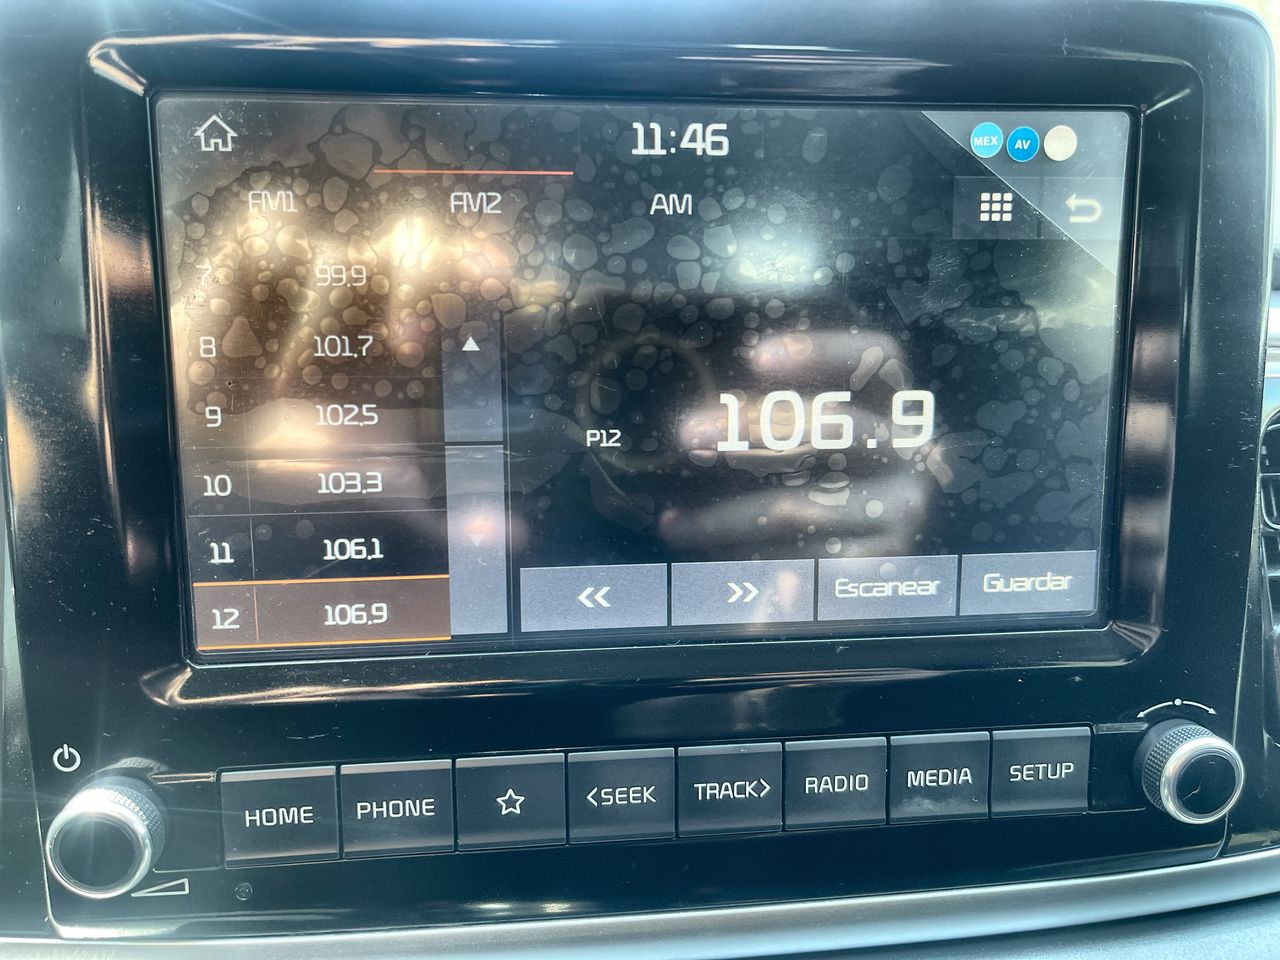 11:46
MEX AV
FM1 FM2 AM
7 99.9
8 101.7
9 102.5
10 103.3
11 106.1
12 106.9
P12 106.9
<< >> Escanear Guardar
HOME PHONE <SEEK TRACK> RADIO MEDIA SETUP